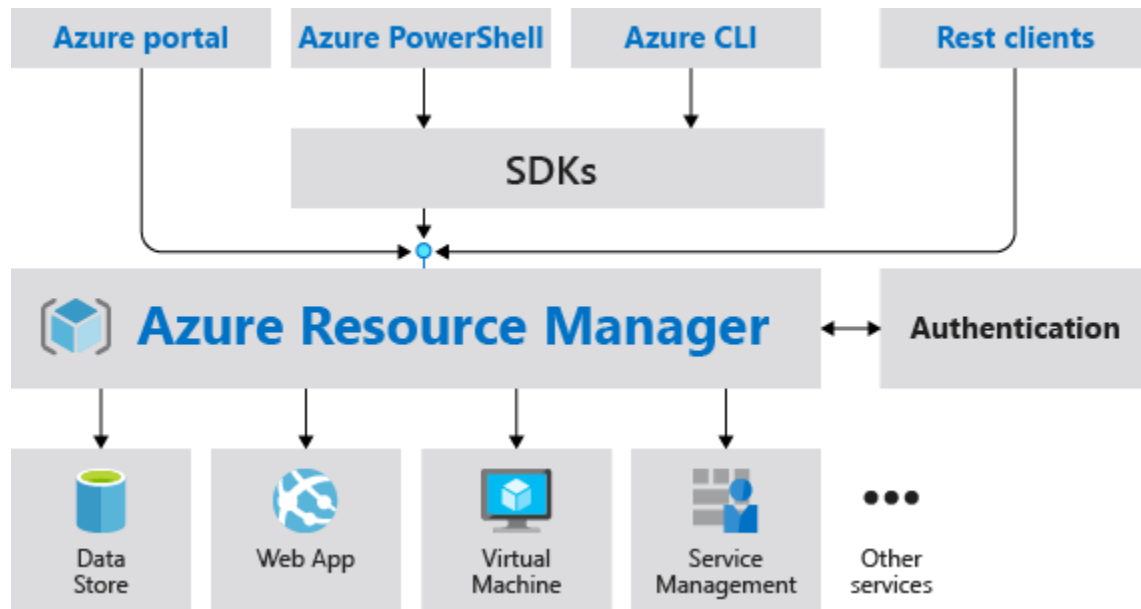 Azure portal
Azure PowerShell
Azure CLI
Rest clients
SDKs
Azure Resource Manager
Authentication
Data
Store
Web App
Virtual
Machine
Service
Management
Other
services